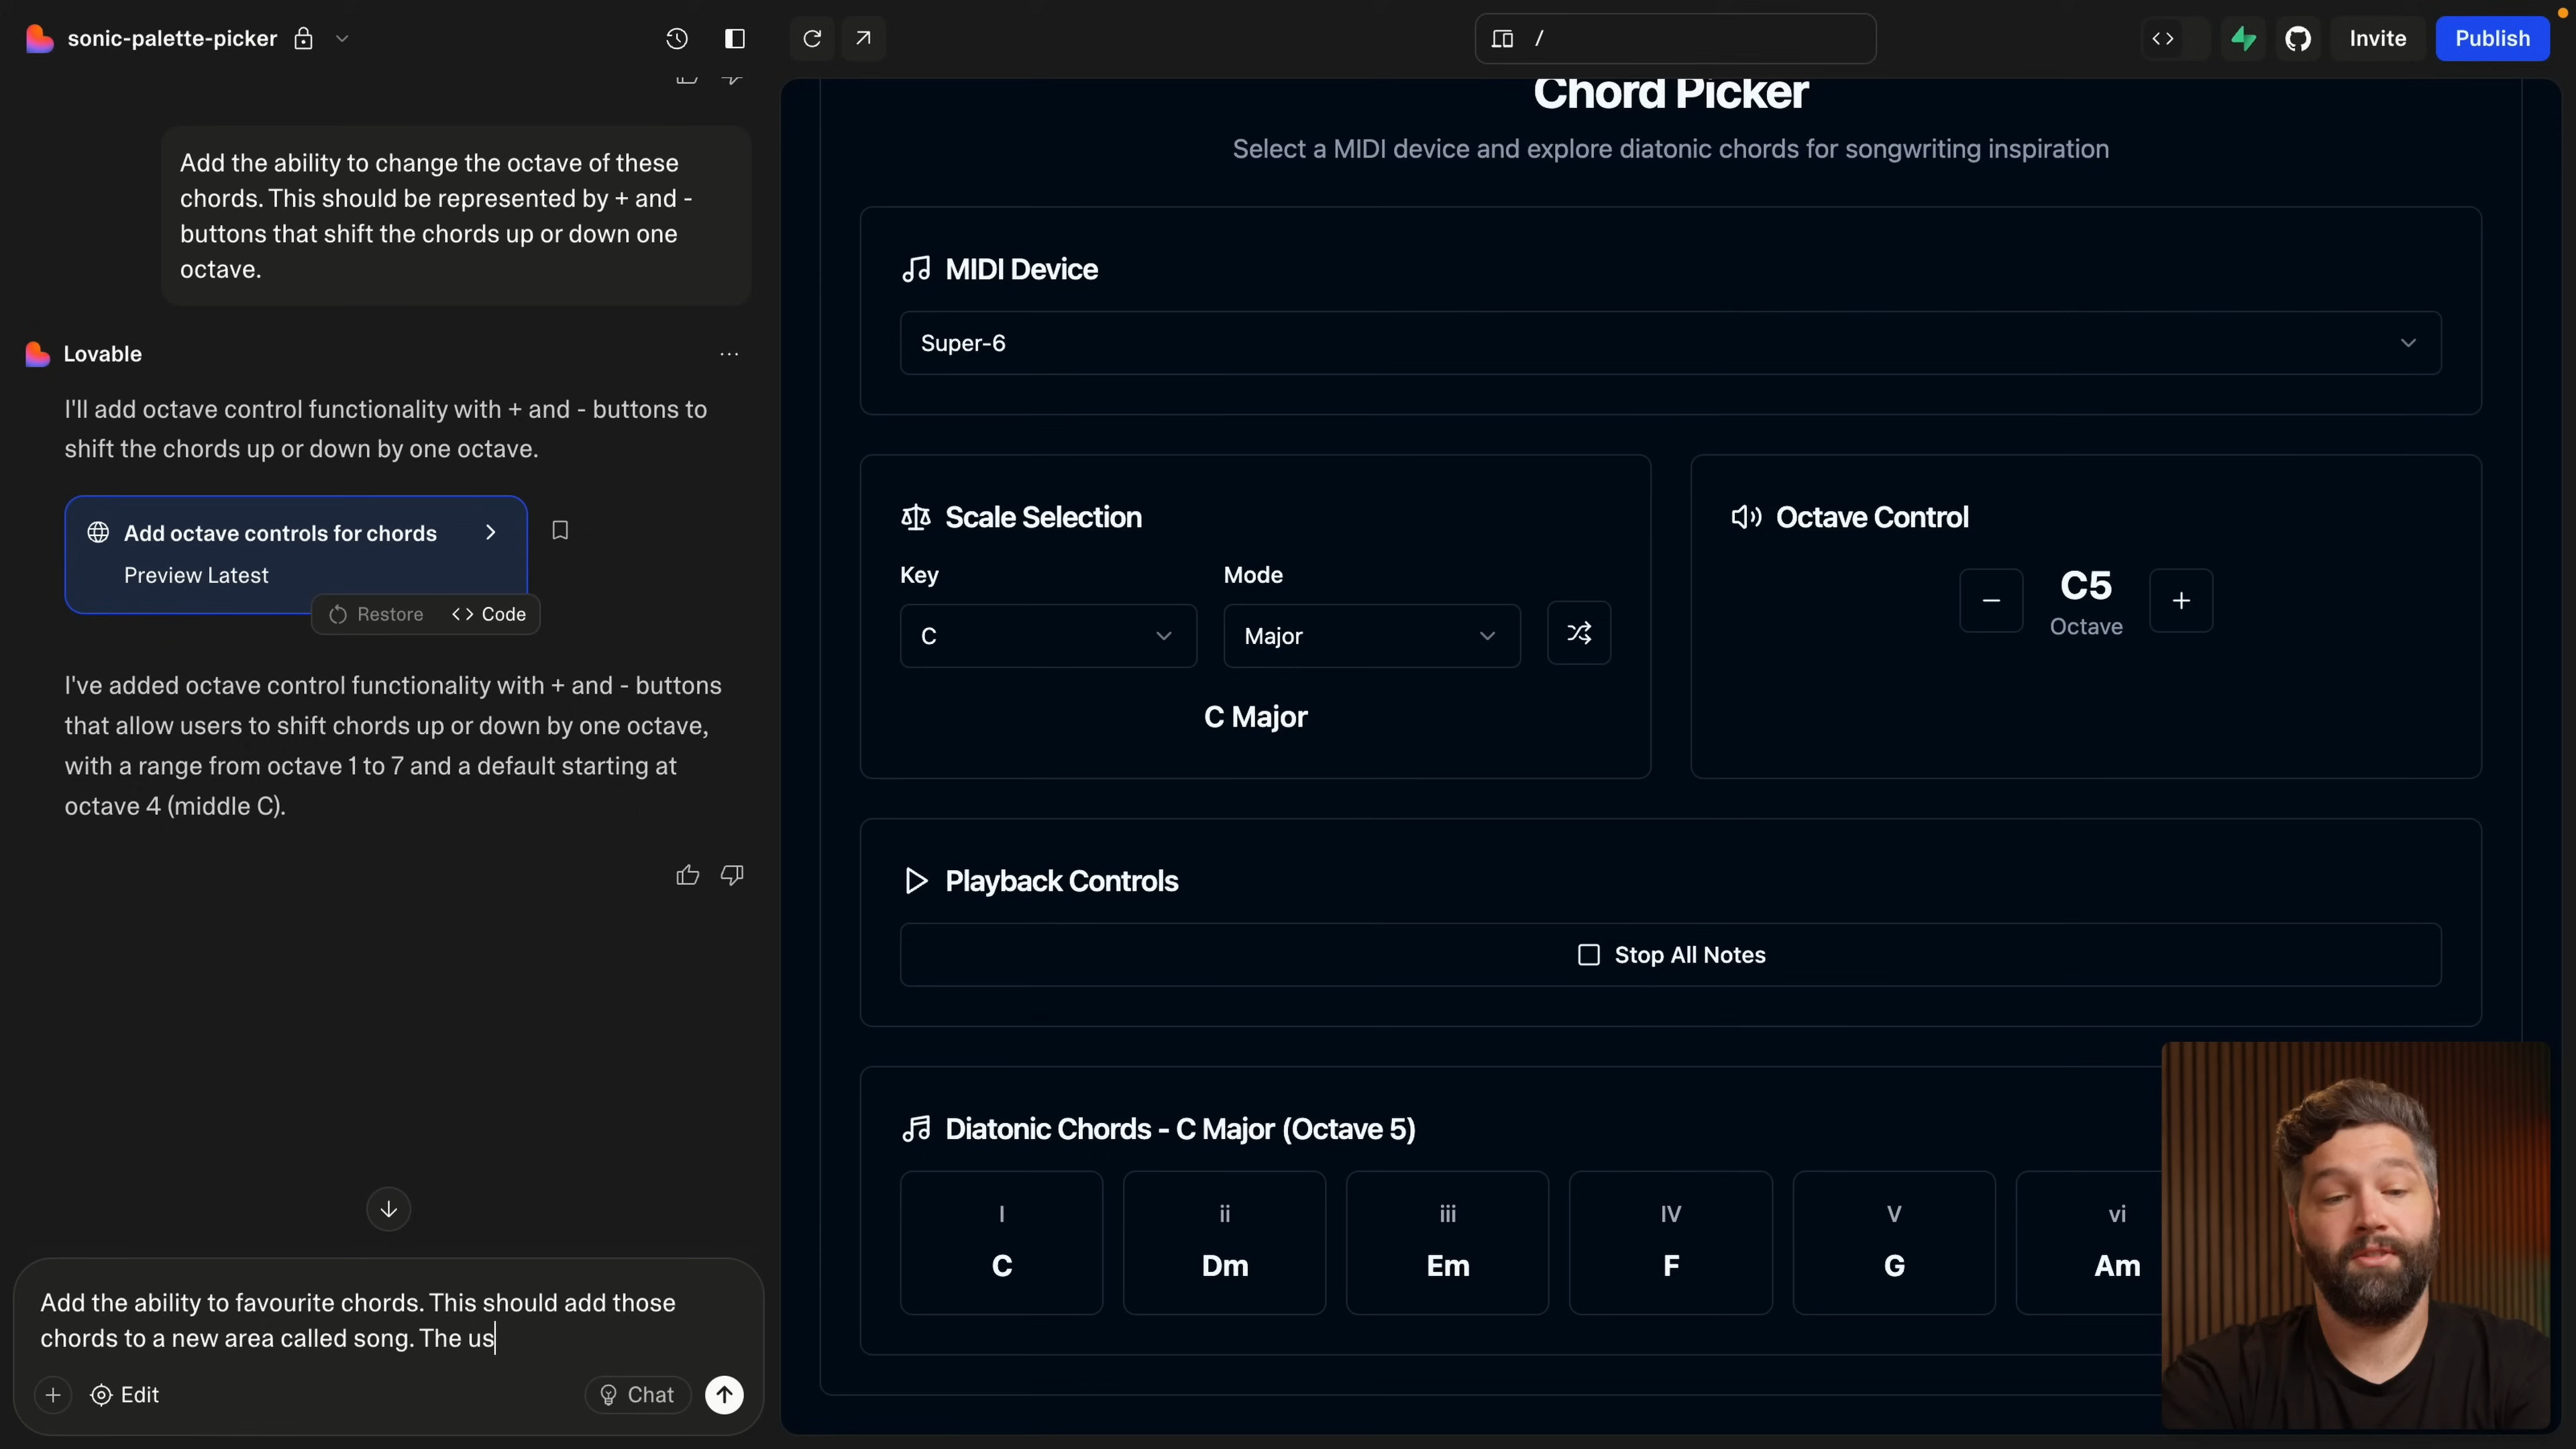 sonic-palette-picker
/
Invite
Publish
Add the ability to change the octave of these
chords. This should be represented by + and -
buttons that shift the chords up or down one
octave.
Lovable
I'll add octave control functionality with + and - buttons to
shift the chords up or down by one octave.
Add octave controls for chords
Preview Latest
Restore
Code
I've added octave control functionality with + and - buttons
that allow users to shift chords up or down by one octave,
with a range from octave 1 to 7 and a default starting at
octave 4 (middle C).
Add the ability to favourite chords. This should add those
chords to a new area called song. The us
Edit
Chat
Chord Picker
Select a MIDI device and explore diatonic chords for songwriting inspiration
MIDI Device
Super-6
Scale Selection
Key
Mode
C
Major
C Major
Octave Control
C5
Octave
Playback Controls
Stop All Notes
Diatonic Chords - C Major (Octave 5)
I
ii
iii
IV
V
vi
C
Dm
Em
F
G
Am